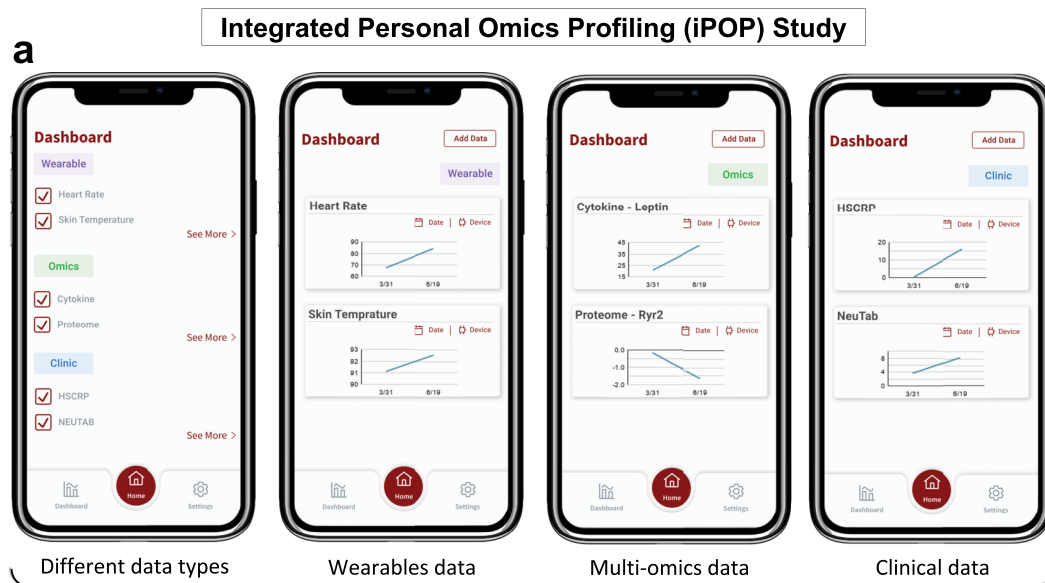 Integrated Personal Omics Profiling (iPOP) Study
a
Dashboard
Wearable
Heart Rate
Skin Temperature
See More >
Omics
Cytokine
Proteome
See More >
Clinic
HSCRP
NEUTAB
See More >
Dashboard
Home
Settings
Different data types
Dashboard
Add Data
Wearable
Heart Rate
Date | Device
90
80
70
60
3/31 6/19
Skin Temprature
Date | Device
93
92
91
90
3/31 6/19
Dashboard
Home
Settings
Wearables data
Dashboard
Add Data
Omics
Cytokine - Leptin
Date | Device
45
35
25
15
3/31 6/19
Proteome - Ryr2
Date | Device
0.0
-1.0
-2.0
3/31 6/19
Dashboard
Home
Settings
Multi-omics data
Dashboard
Add Data
Clinic
HSCRP
Date | Device
20
10
0
3/31 6/19
NeuTab
Date | Device
8
4
0
3/31 6/19
Dashboard
Home
Settings
Clinical data